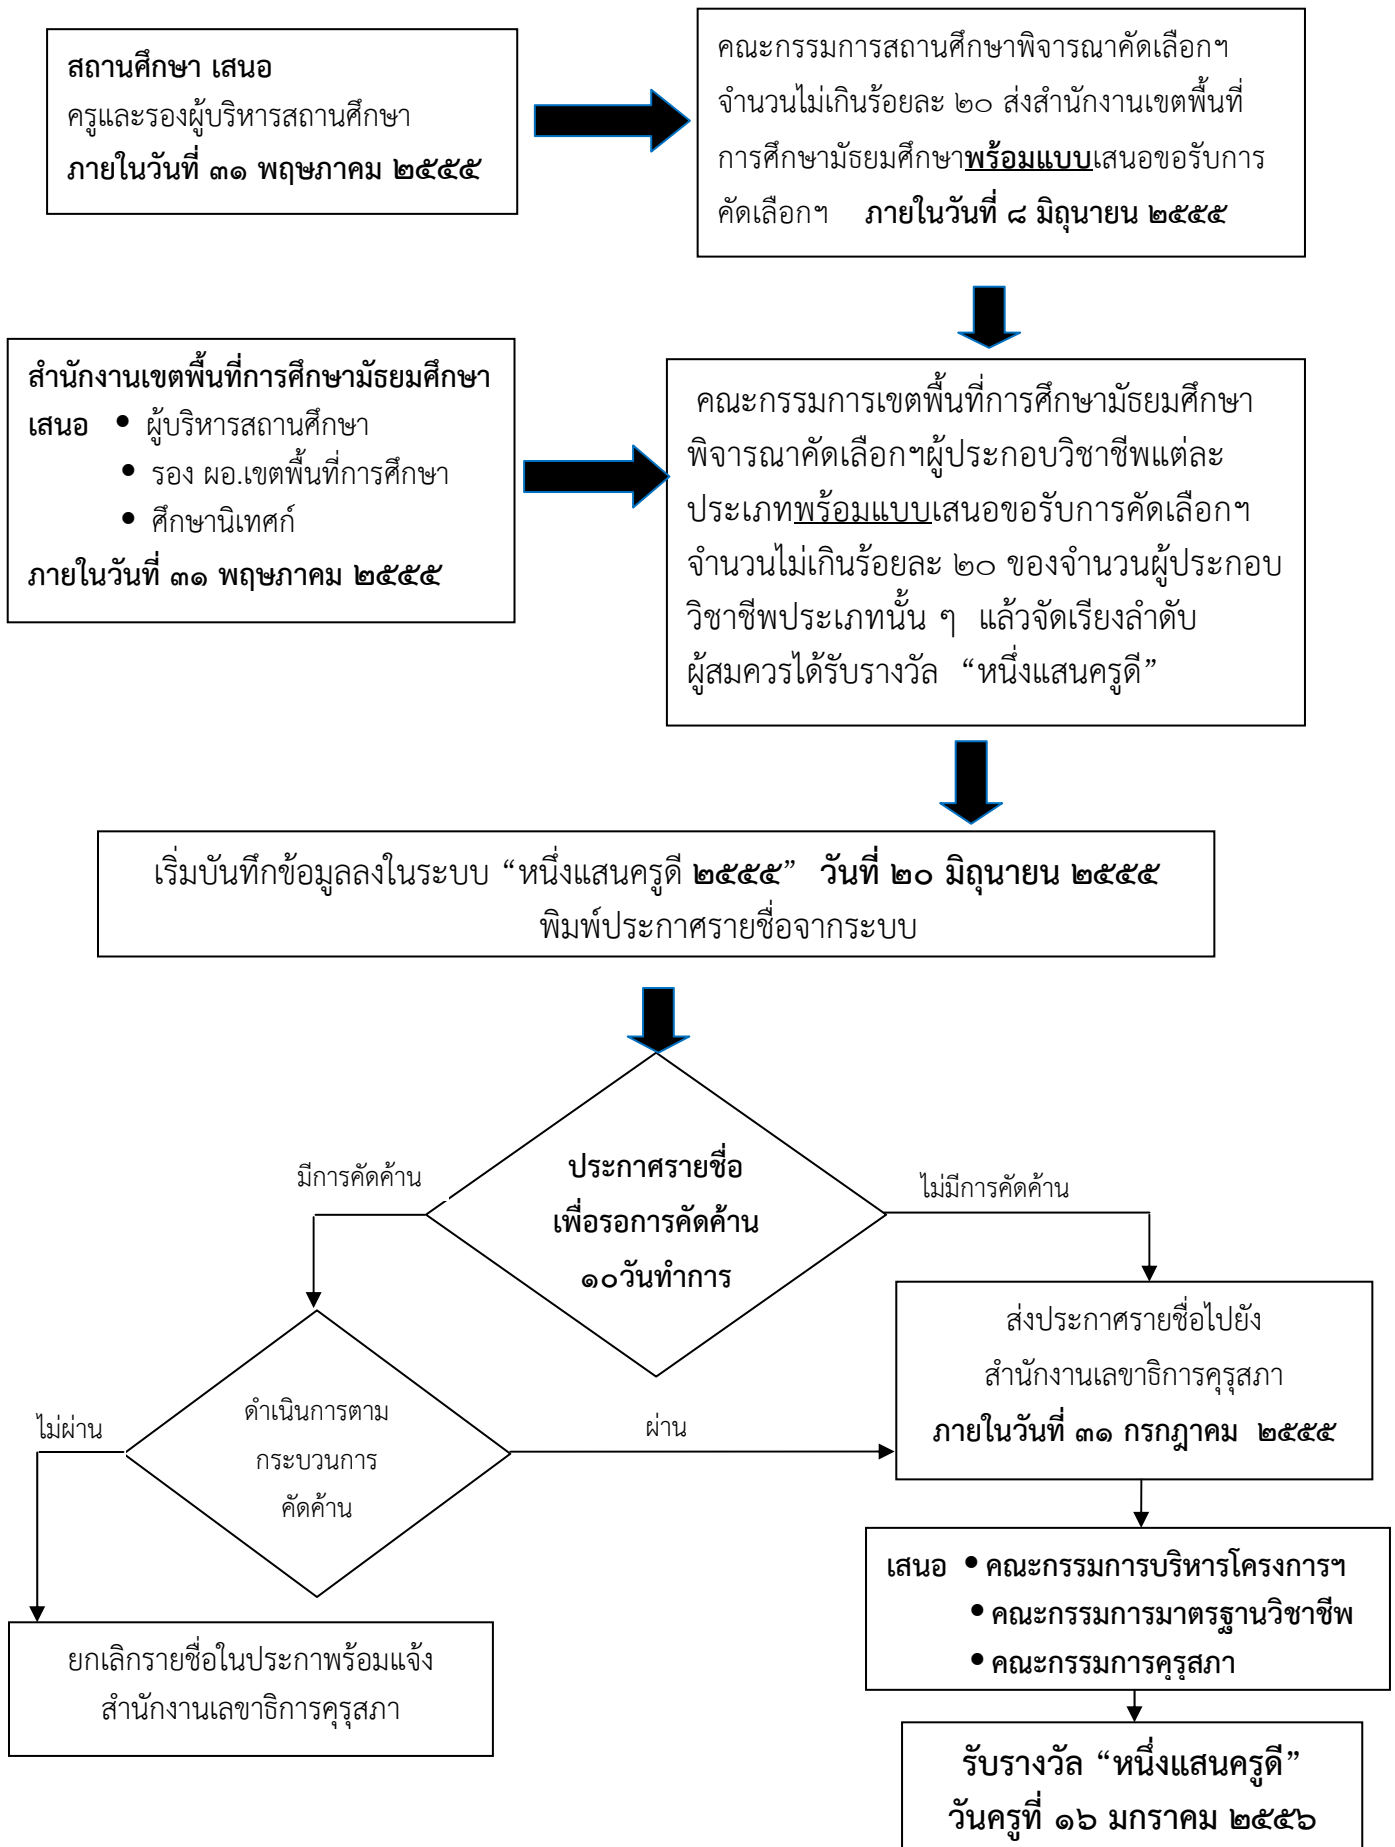 สถานศึกษา เสนอ
ครูและรองผู้บริหารสถานศึกษา
ภายในวันที่ ๓๑ พฤษภาคม ๒๕๕๕
คณะกรรมการสถานศึกษาพิจารณาคัดเลือกฯ
จำนวนไม่เกินร้อยละ ๒๐ ส่งสำนักงานเขตพื้นที่
การศึกษามัธยมศึกษาพร้อมแบบเสนอขอรับการ
คัดเลือกฯ ภายในวันที่ ๘ มิถุนายน ๒๕๕๕
สำนักงานเขตพื้นที่การศึกษามัธยมศึกษา
เสนอ • ผู้บริหารสถานศึกษา
• รอง ผอ.เขตพื้นที่การศึกษา
• ศึกษานิเทศก์
ภายในวันที่ ๓๑ พฤษภาคม ๒๕๕๕
คณะกรรมการเขตพื้นที่การศึกษามัธยมศึกษา
พิจารณาคัดเลือกฯผู้ประกอบวิชาชีพแต่ละ
ประเภทพร้อมแบบเสนอขอรับการคัดเลือกฯ
จำนวนไม่เกินร้อยละ ๒๐ ของจำนวนผู้ประกอบ
วิชาชีพประเภทนั้น ๆ แล้วจัดเรียงลำดับ
ผู้สมควรได้รับรางวัล “หนึ่งแสนครูดี”
เริ่มบันทึกข้อมูลลงในระบบ “หนึ่งแสนครูดี ๒๕๕๕” วันที่ ๒๐ มิถุนายน ๒๕๕๕
พิมพ์ประกาศรายชื่อจากระบบ
มีการคัดค้าน
ประกาศรายชื่อ
เพื่อรอการคัดค้าน
๑๐วันทำการ
ไม่มีการคัดค้าน
ส่งประกาศรายชื่อไปยัง
สำนักงานเลขาธิการคุรุสภา
ภายในวันที่ ๓๑ กรกฎาคม ๒๕๕๕
ไม่ผ่าน
ดำเนินการตาม
กระบวนการ
คัดค้าน
ผ่าน
เสนอ • คณะกรรมการบริหารโครงการฯ
• คณะกรรมการมาตรฐานวิชาชีพ
• คณะกรรมการคุรุสภา
ยกเลิกรายชื่อในประกาพร้อมแจ้ง
สำนักงานเลขาธิการคุรุสภา
รับรางวัล “หนึ่งแสนครูดี”
วันครูที่ ๑๖ มกราคม ๒๕๕๖